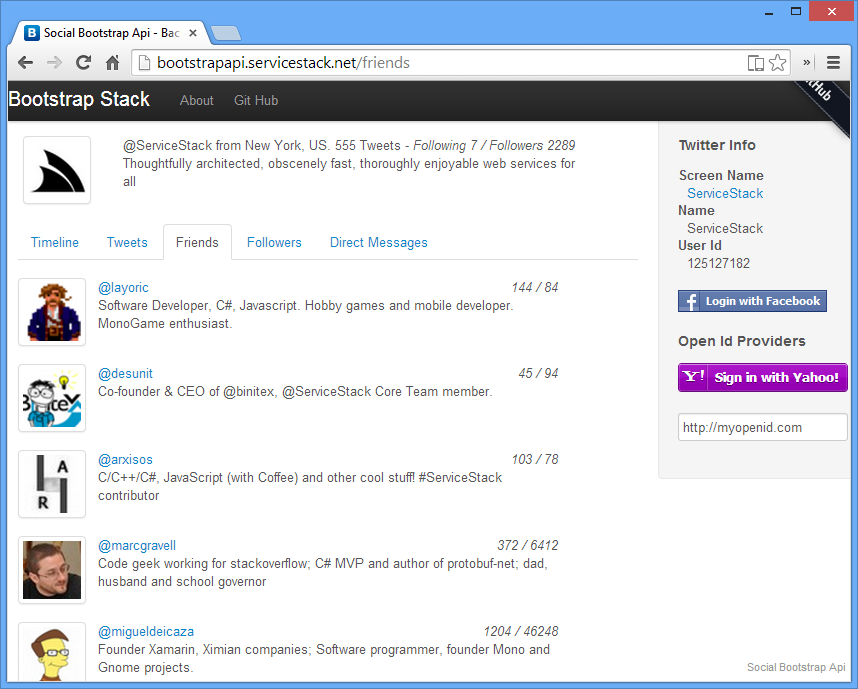 Social Bootstrap Api - Bac
bootstrapapi.servicestack.net/friends
Bootstrap Stack
About
Git Hub
@ServiceStack from New York, US. 555 Tweets - Following 7 / Followers 2289
Thoughtfully architected, obscenely fast, thoroughly enjoyable web services for
all
Timeline
Tweets
Friends
Followers
Direct Messages
@layoric
144 / 84
Software Developer, C#, Javascript. Hobby games and mobile developer.
MonoGame enthusiast.
@desunit
45 / 94
Co-founder & CEO of @binitex, @ServiceStack Core Team member.
@arxisos
103 / 78
C/C++/C#, JavaScript (with Coffee) and other cool stuff! #ServiceStack
contributor
A
R
@marcgravell
372 / 6412
Code geek working for stackoverflow; C# MVP and author of protobuf-net; dad,
husband and school governor
@migueldeicaza
1204 / 46248
Founder Xamarin, Ximian companies; Software programmer, founder Mono and
Gnome projects.
Twitter Info
Screen Name
ServiceStack
Name
ServiceStack
User Id
125127182
f Login with Facebook
Open Id Providers
Y! Sign in with Yahoo!
http://myopenid.com
Social Bootstrap Api